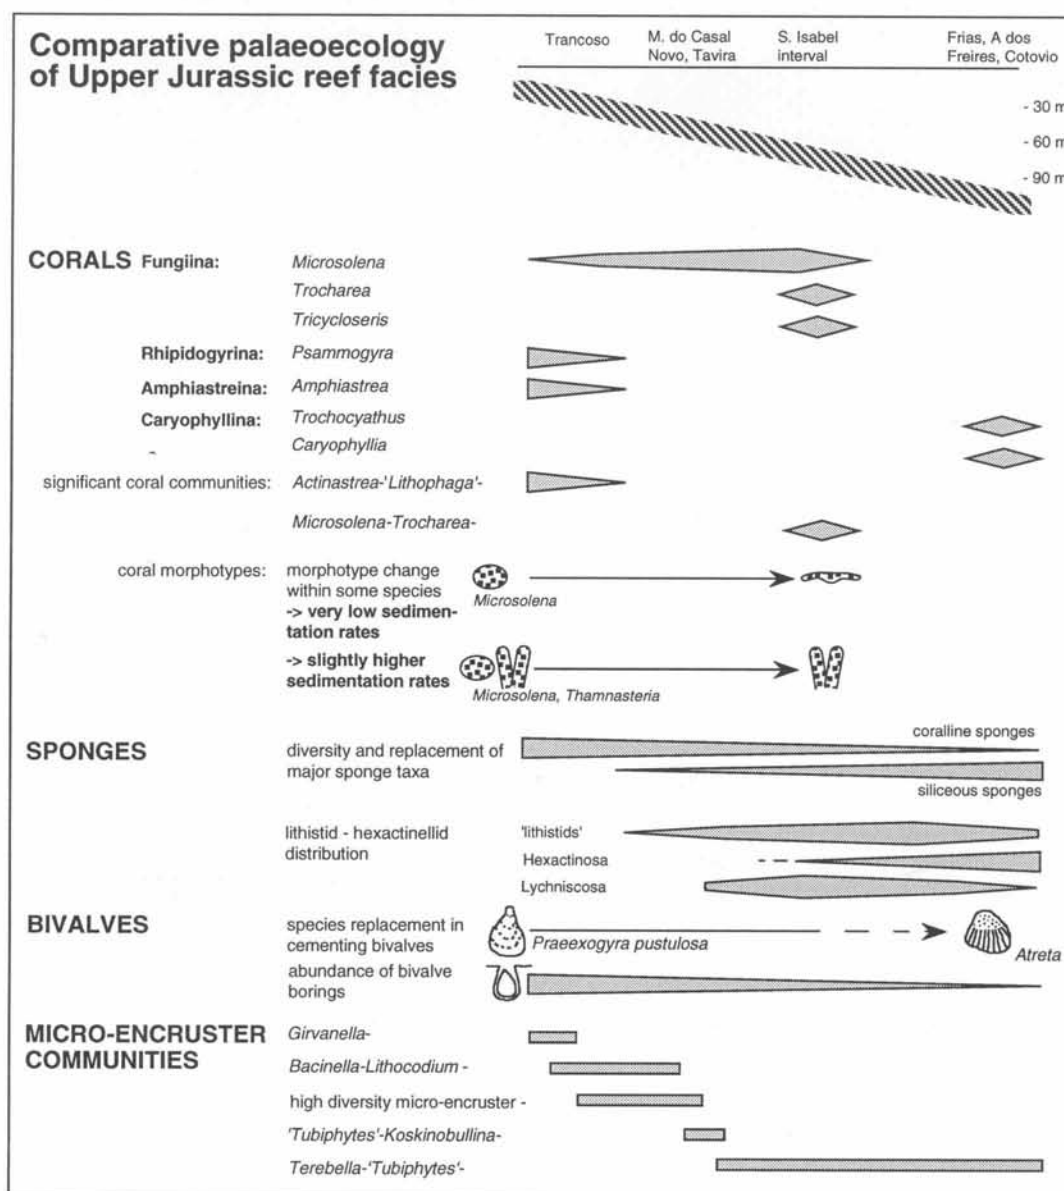 Comparative palaeoecology
of Upper Jurassic reef facies
Trancoso
M. do Casal
Novo, Tavira
S. Isabel
interval
Frias, A dos
Freires, Cotovio
- 30 m
- 60 m
- 90 m
CORALS Fungiina: Microsolena
Trocharea
Tricycloseris
Rhipidogyrina: Psammogyra
Amphiastreina: Amphiastrea
Caryophyllina: Trochocyathus
Caryophyllia
significant coral communities: Actinastrea-'Lithophaga'-
Microsolena-Trocharea-
coral morphotypes: morphotype change
within some species
-> very low sedimen-
tation rates
Microsolena
-> slightly higher
sedimentation rates
Microsolena, Thamnasteria
SPONGES
diversity and replacement of
major sponge taxa
coralline sponges
siliceous sponges
lithistid - hexactinellid
distribution
'lithistids'
Hexactinosa
Lychniscosa
BIVALVES
species replacement in
cementing bivalves
Praeexogyra pustulosa
Atreta
abundance of bivalve
borings
MICRO-ENCRUSTER
COMMUNITIES
Girvanella-
Bacinella-Lithocodium -
high diversity micro-encruster -
'Tubiphytes'-Koskinobullina-
Terebella-'Tubiphytes'-